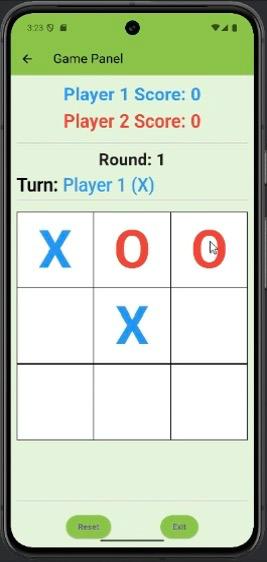 3:23
Game Panel
Player 1 Score: 0
Player 2 Score: 0
Round: 1
Turn: Player 1 (X)
X O O
X
Reset Exit